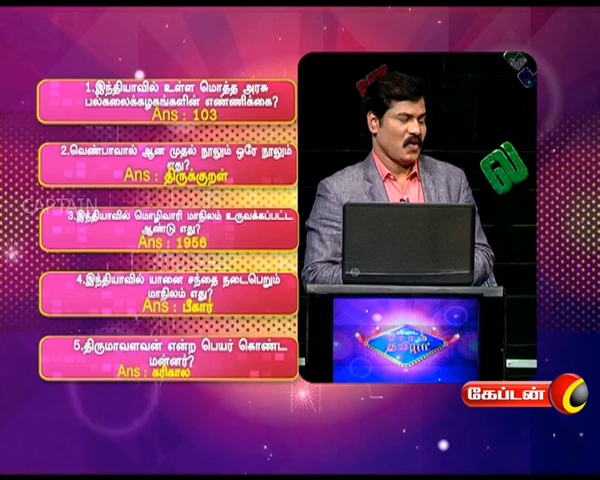 1.இந்தியாவில் உள்ள மொத்த அரசு
பல்கலைக்கழகங்களின் எண்ணிக்கை?
Ans : 103
2.வெண்பாவால் ஆன முதல் நூலும் ஒரே நூலும்
எது?
Ans : திருக்குறள்
CAPTAIN
3.இந்தியாவில் மொழிவாரி மாநிலம் உருவக்கப்பட்ட
ஆண்டு எது?
Ans : 1956
4.இந்தியாவில் யானை சந்தை நடைபெறும்
மாநிலம் எது?
Ans : பீகார்
5.திருமாவளவன் என்ற பெயர் கொண்ட
மன்னர்?
Ans : கரிகால
கேப்டன்